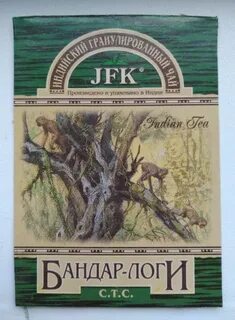 ИНДИЙСКИЙ ГРАНУЛИРОВАННЫЙ ЧАЙ
JFK®
Произведено и упаковано в Индии
Indian Tea
БАНДАР-ЛОГИ
С.Т.С.